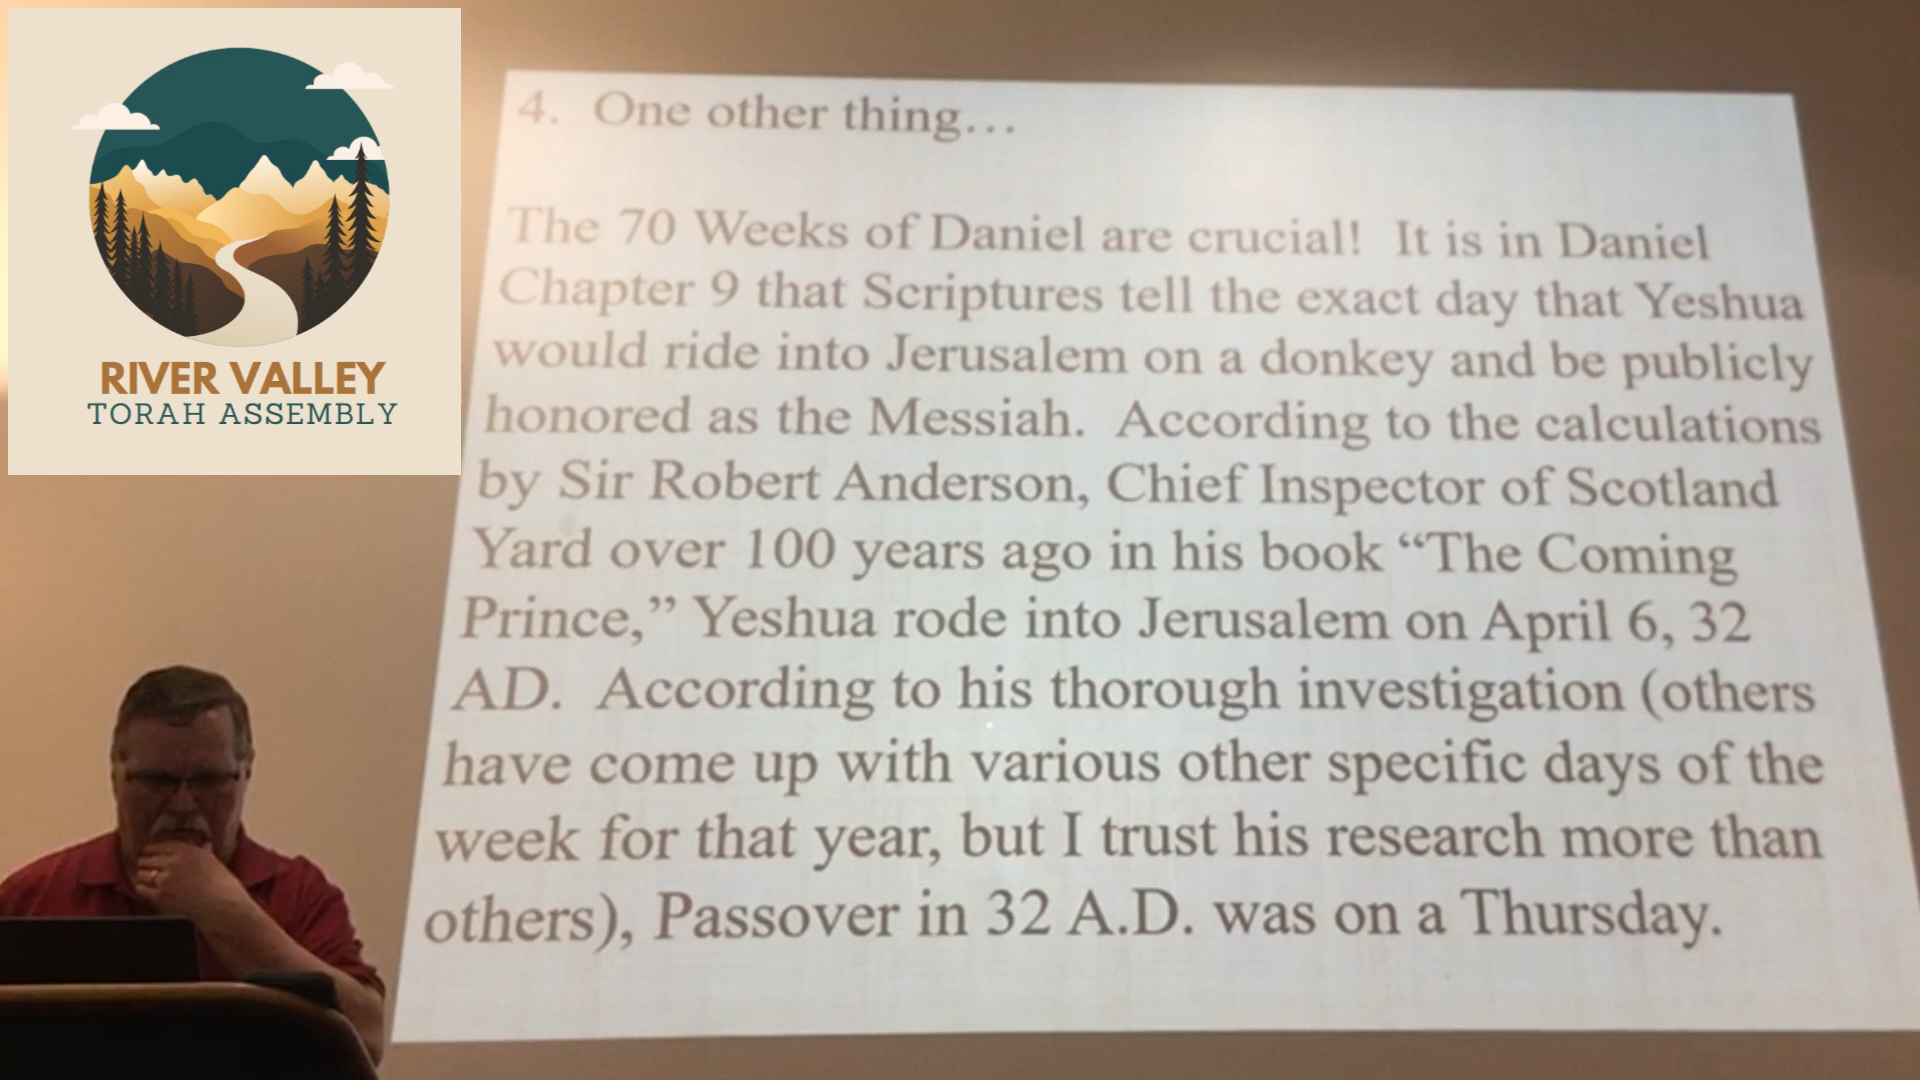 RIVER VALLEY
TORAH ASSEMBLY
4. One other thing…
The 70 Weeks of Daniel are crucial! It is in Daniel
Chapter 9 that Scriptures tell the exact day that Yeshua
would ride into Jerusalem on a donkey and be publicly
honored as the Messiah. According to the calculations
by Sir Robert Anderson, Chief Inspector of Scotland
Yard over 100 years ago in his book “The Coming
Prince,” Yeshua rode into Jerusalem on April 6, 32
AD. According to his thorough investigation (others
have come up with various other specific days of the
week for that year, but I trust his research more than
others), Passover in 32 A.D. was on a Thursday.